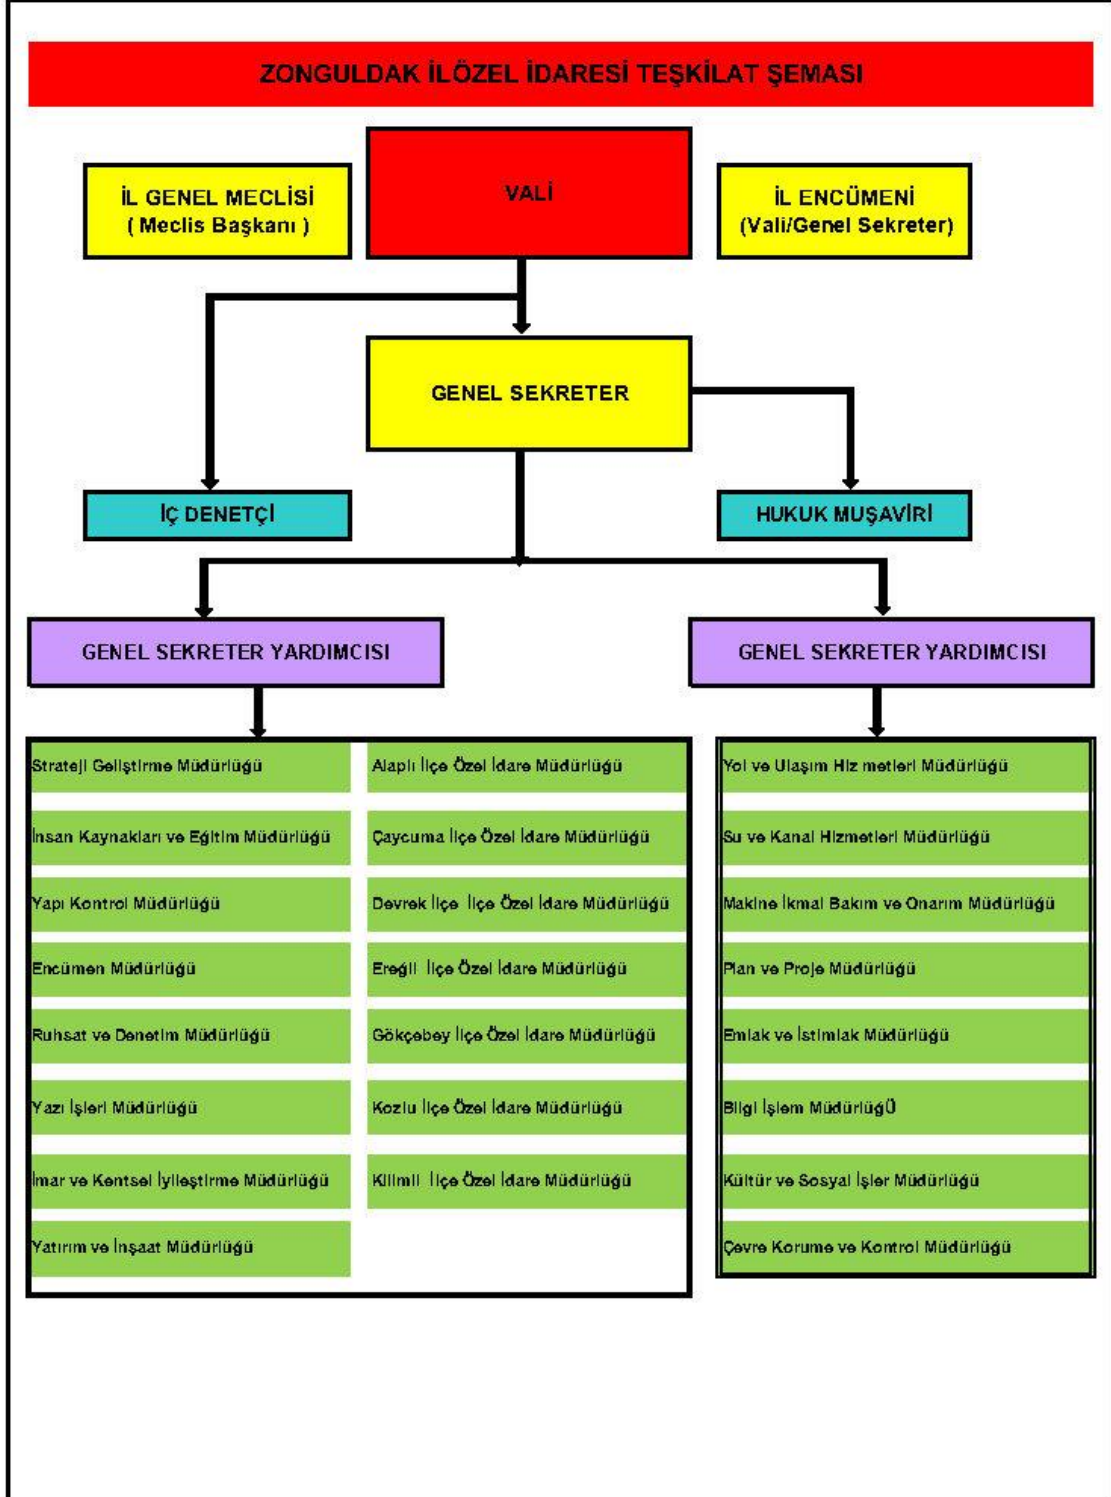 ZONGULDAK İLÖZEL İDARESİ TEŞKİLAT ŞEMASI
İL GENEL MECLİSİ
( Meclis Başkanı )
VALİ
İL ENCÜMENİ
(Vali/Genel Sekreter)
GENEL SEKRETER
İÇ DENETÇİ
HUKUK MUŞAVİRİ
GENEL SEKRETER YARDIMCISI
GENEL SEKRETER YARDIMCISI
Strateji Geliştirme Müdürlüğü
İnsan Kaynakları ve Eğitim Müdürlüğü
Yapı Kontrol Müdürlüğü
Encümen Müdürlüğü
Ruhsat ve Denetim Müdürlüğü
Yazı İşleri Müdürlüğü
İmar ve Kentsel İyileştirme Müdürlüğü
Yatırım ve İnşaat Müdürlüğü
Alaplı İlçe Özel İdare Müdürlüğü
Çaycuma İlçe Özel İdare Müdürlüğü
Devrek İlçe İlçe Özel İdare Müdürlüğü
Ereğli İlçe Özel İdare Müdürlüğü
Gökçebey İlçe Özel İdare Müdürlüğü
Kozlu İlçe Özel İdare Müdürlüğü
Kilimli İlçe Özel İdare Müdürlüğü
Yol ve Ulaşım Hiz metleri Müdürlüğü
Su ve Kanal Hizmetleri Müdürlüğü
Makine İkmal Bakım ve Onarım Müdürlüğü
Plan ve Proje Müdürlüğü
Emlak ve İstimlak Müdürlüğü
Bilgi İşlem MüdürlüğÜ
Kültür ve Sosyal İşler Müdürlüğü
Çevre Korume ve Kontrol Müdürlüğü